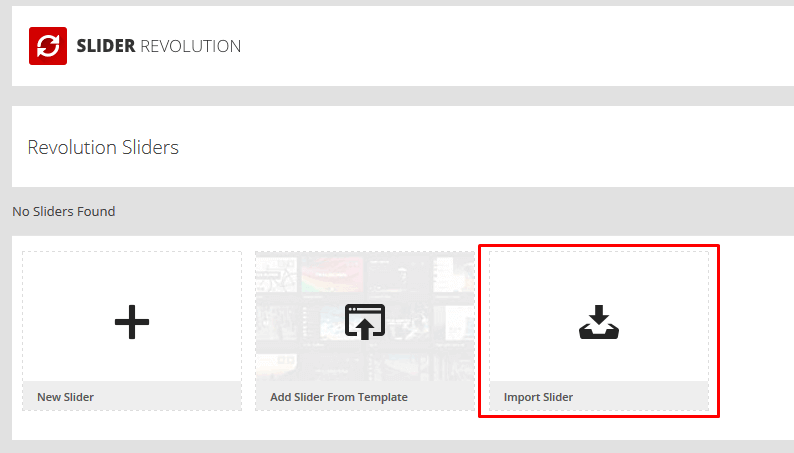 SLIDER REVOLUTION
Revolution Sliders
No Sliders Found
New Slider
Add Slider From Template
Import Slider